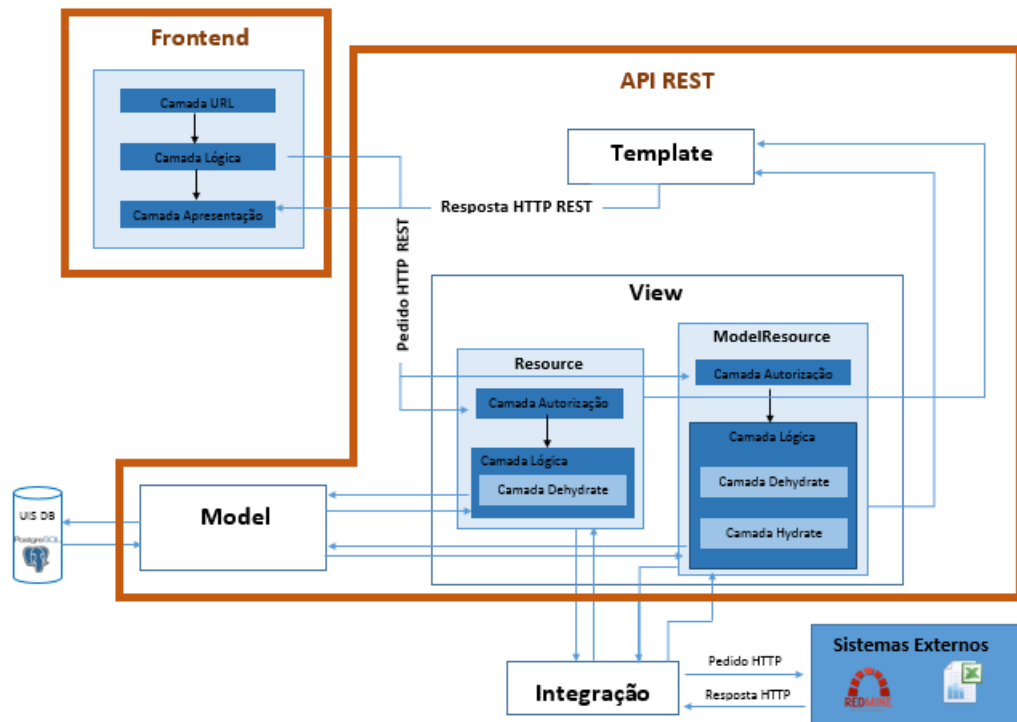 Frontend
Camada URL
Camada Lógica
Camada Apresentação
API REST
Template
Resposta HTTP REST
Pedido HTTP REST
View
ModelResource
Camada Autorização
Camada Lógica
Camada Dehydrate
Camada Hydrate
Resource
Camada Autorização
Camada Lógica
Camada Dehydrate
Model
UIS DB
PostgreSQL
Integração
Pedido HTTP
Resposta HTTP
Sistemas Externos
REDMINE
X